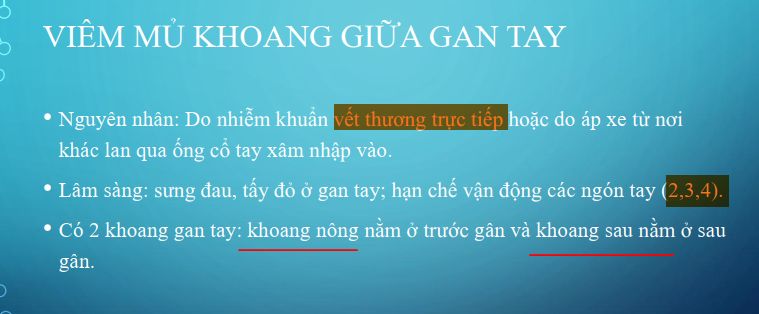 VIÊM MỦ KHOANG GIỮA GAN TAY
• Nguyên nhân: Do nhiễm khuẩn vết thương trực tiếp hoặc do áp xe từ nơi
khác lan qua ống cổ tay xâm nhập vào.
• Lâm sàng: sưng đau, tấy đỏ ở gan tay; hạn chế vận động các ngón tay (2,3,4).
• Có 2 khoang gan tay: khoang nông nằm ở trước gân và khoang sau nằm ở sau
gân.